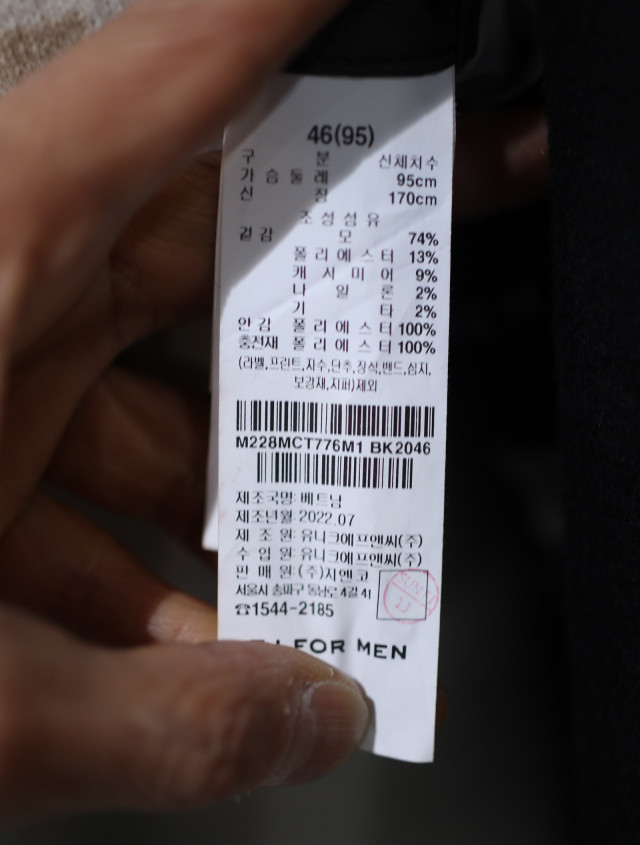 46(95)
구 분 신체치수
가슴둘레 95cm
신 장 170cm
조성섬유
겉감 모 74%
폴리에스터 13%
캐시미어 9%
나일론 2%
기 타 2%
안감 폴리에스터 100%
충전재 폴리에스터 100%
(라벨,프린트,자수,단추,장식,밴드,심지,
보강재,지퍼)제외
M228MCT776M1 BK2046
제조국명: 베트남
제조년월: 2022.07
제 조 원: 유니크에프앤씨(주)
수 입 원: 유니크에프앤씨(주)
판 매 원: (주)지엔코
서울시 송파구 동남로 4길 41
☎1544-2185
FOR MEN